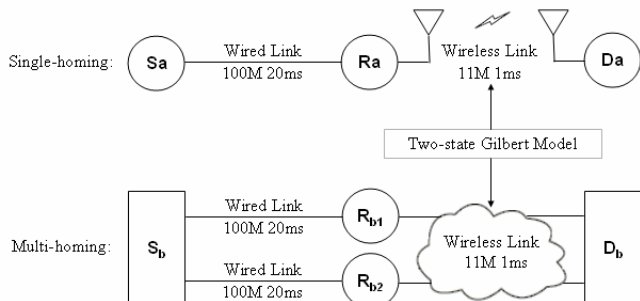 Single-homing:
Sa
Wired Link
100M 20ms
Ra
Wireless Link
11M 1ms
Da
Two-state Gilbert Model
Multi-homing:
Sb
Wired Link
100M 20ms
Rb1
Wireless Link
11M 1ms
Db
Wired Link
100M 20ms
Rb2